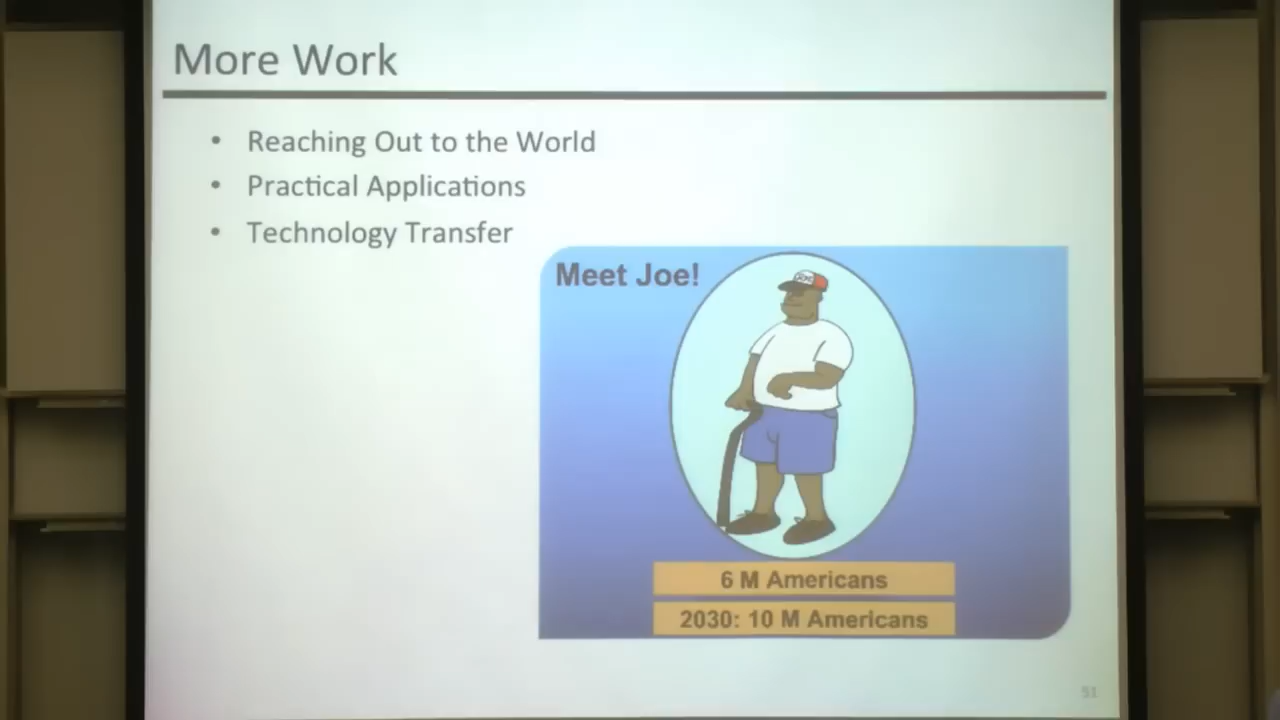 More Work
• Reaching Out to the World
• Practical Applications
• Technology Transfer
Meet Joe!
6 M Americans
2030: 10 M Americans